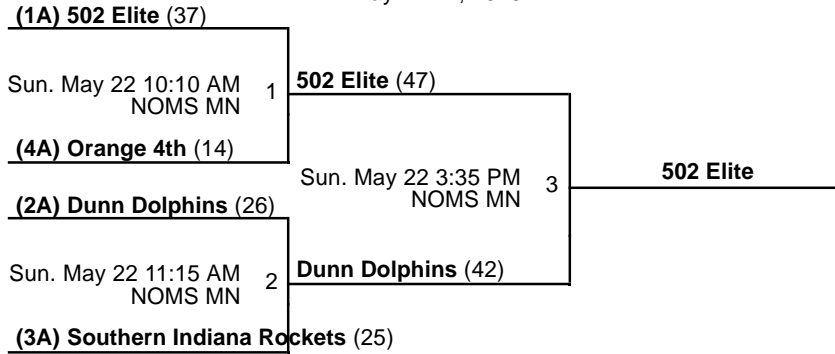 (1A) 502 Elite (37)
Sun. May 22 10:10 AM 1
NOMS MN
502 Elite (47)
(4A) Orange 4th (14)
Sun. May 22 3:35 PM 3
NOMS MN
502 Elite
(2A) Dunn Dolphins (26)
Sun. May 22 11:15 AM 2
NOMS MN
Dunn Dolphins (42)
(3A) Southern Indiana Rockets (25)